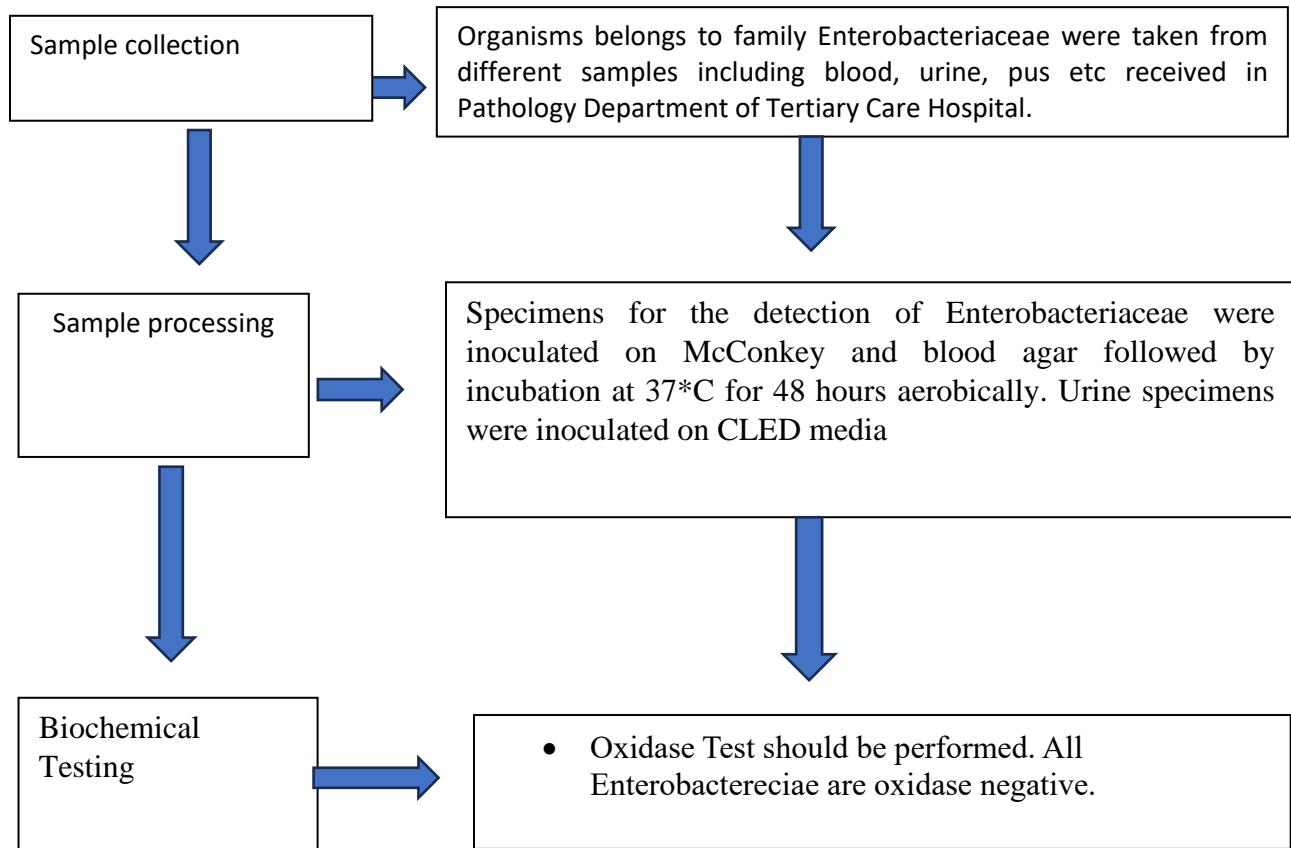 Sample collection
Organisms belongs to family Enterobacteriaceae were taken from
different samples including blood, urine, pus etc received in
Pathology Department of Tertiary Care Hospital.
Sample processing
Specimens for the detection of Enterobacteriaceae were
inoculated on McConkey and blood agar followed by
incubation at 37*C for 48 hours aerobically. Urine specimens
were inoculated on CLED media
Biochemical
Testing
• Oxidase Test should be performed. All
Enterobactereciae are oxidase negative.